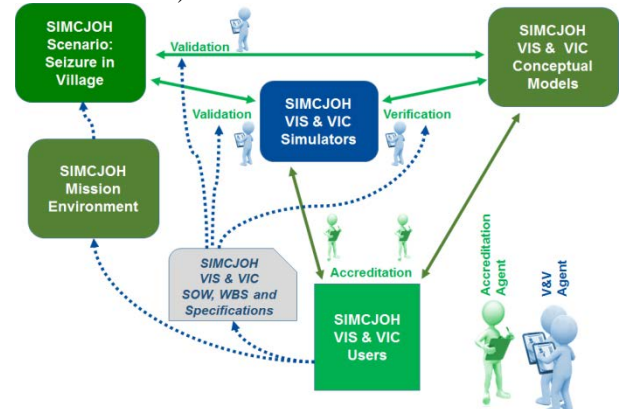 SIMCJOH
Scenario:
Seizure in
Village
Validation
SIMCJOH
VIS & VIC
Conceptual
Models
Validation
SIMCJOH
VIS & VIC
Simulators
Verification
SIMCJOH
Mission
Environment
SIMCJOH
VIS & VIC
SOW, WBS and
Specifications
Accreditation
SIMCJOH
VIS & VIC
Users
Accreditation
Agent
V&V
Agent